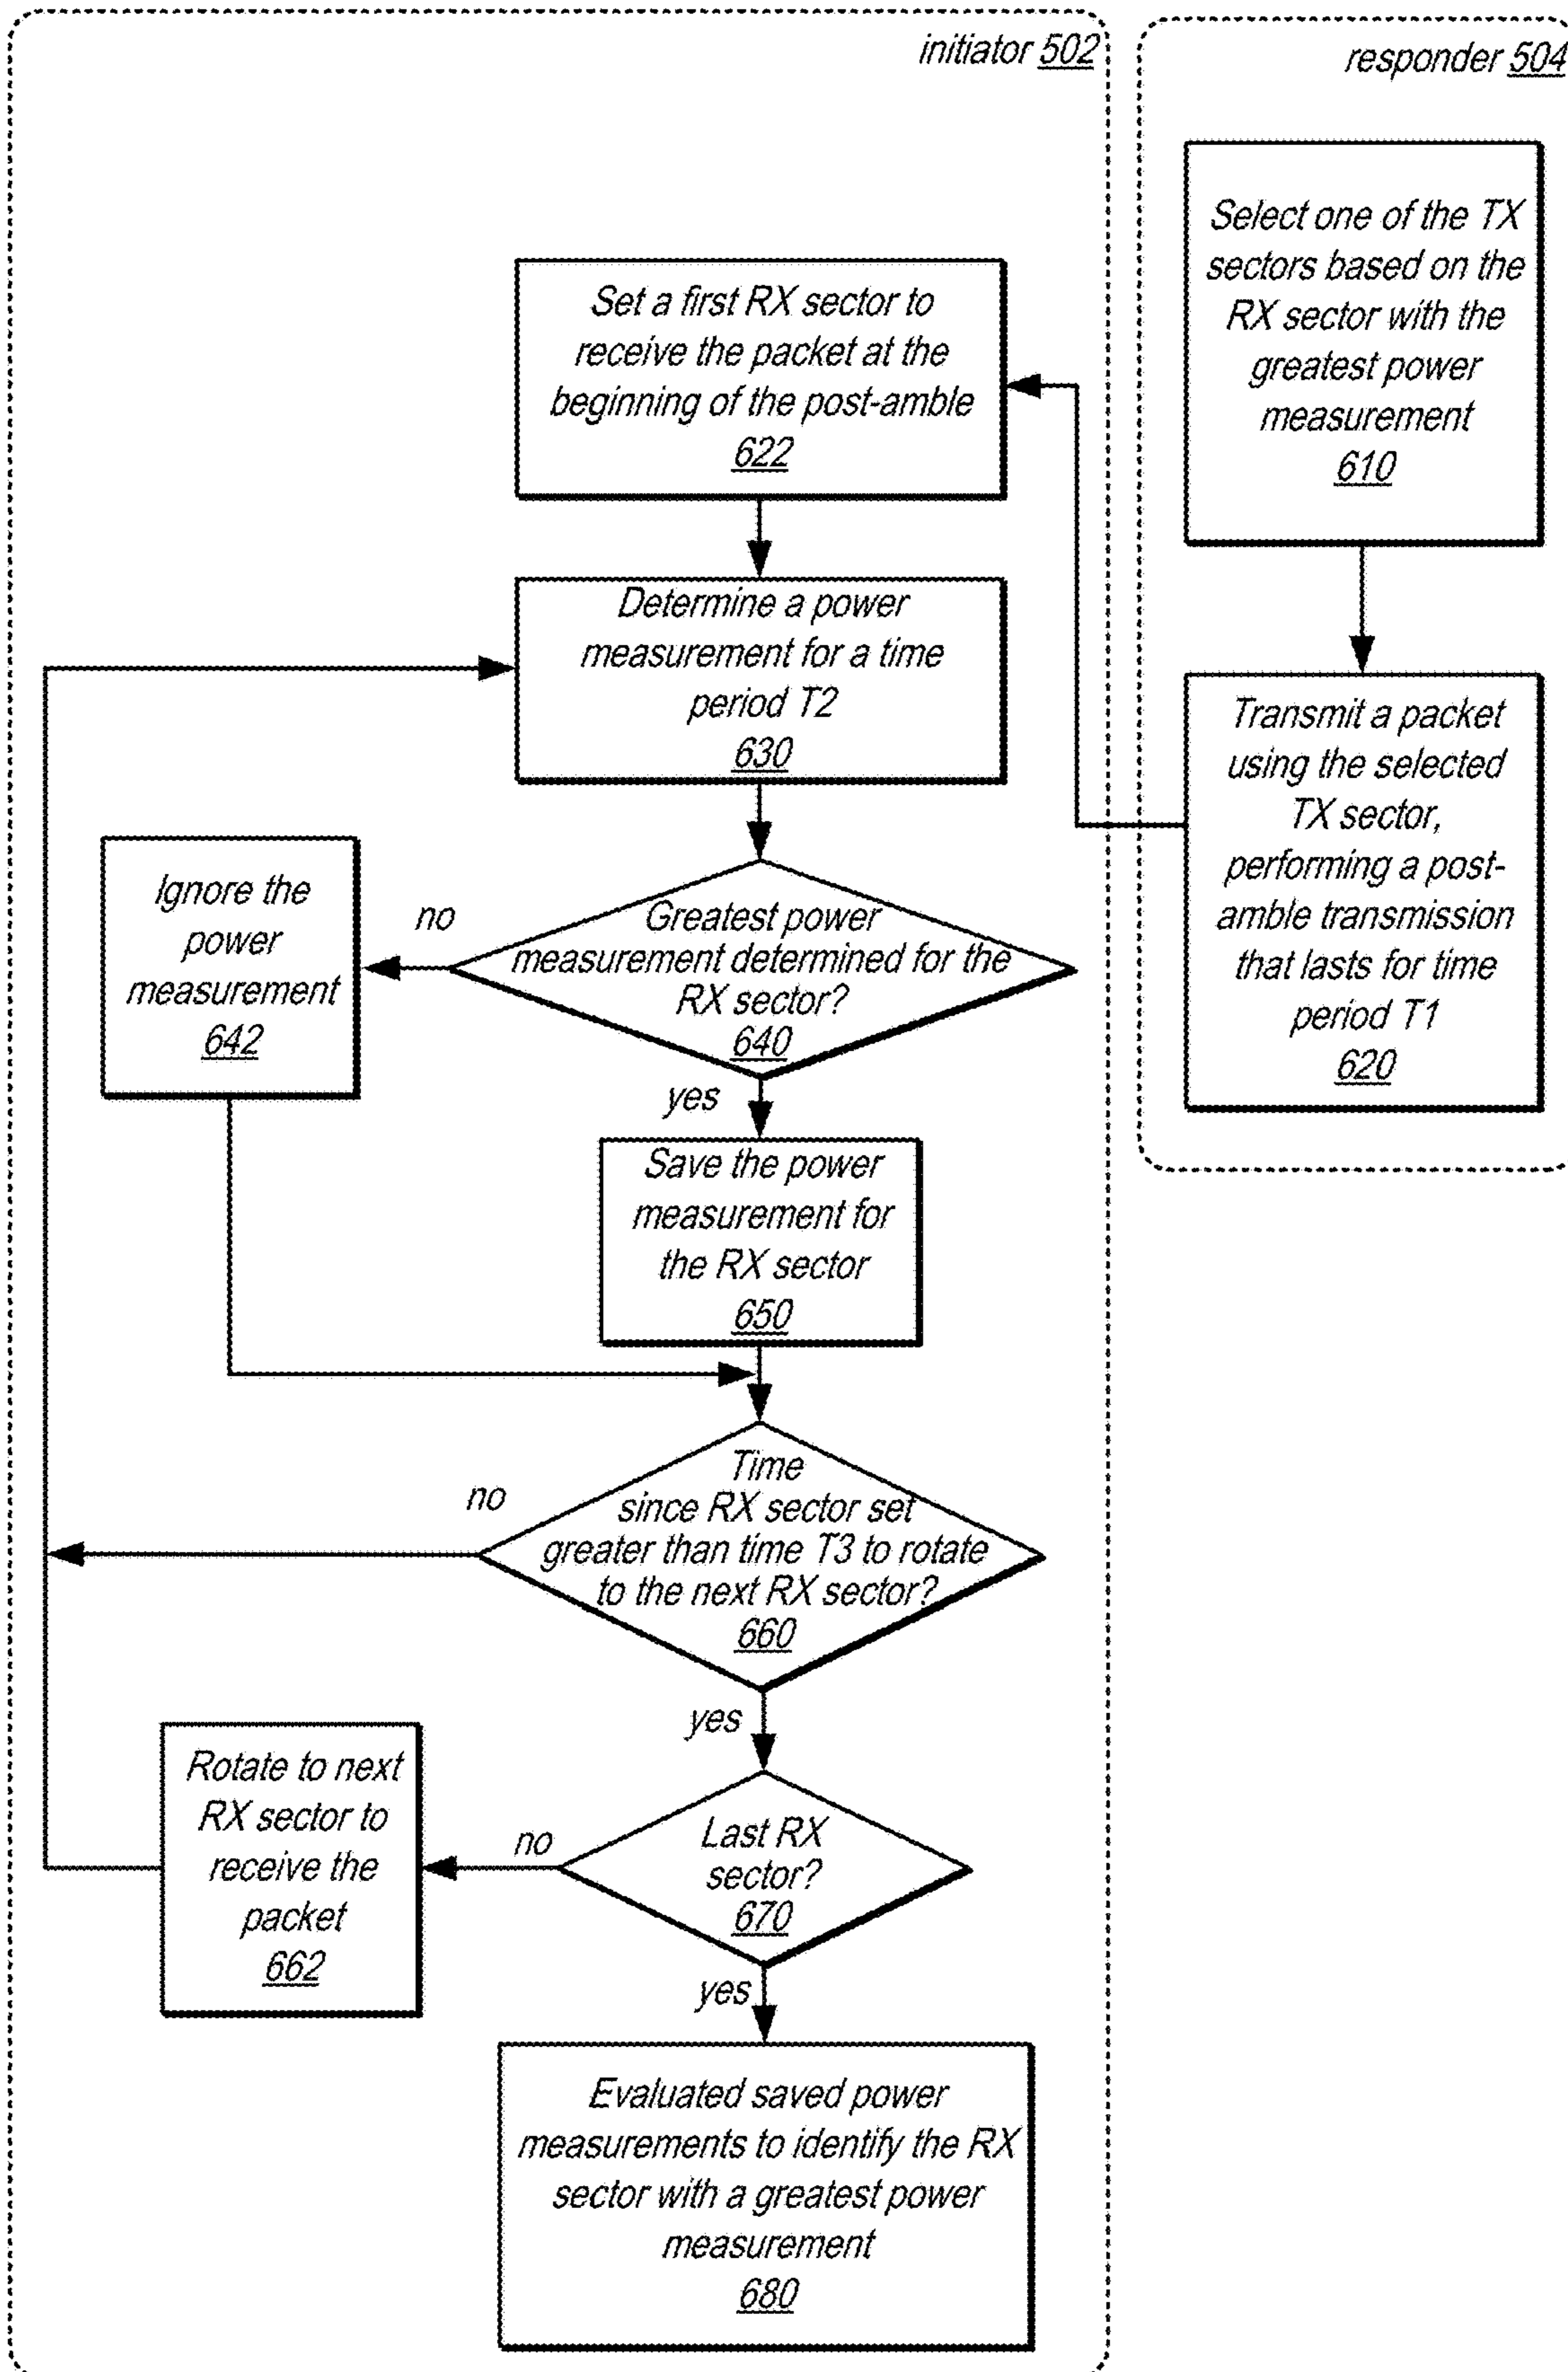 initiator 502
responder 504
Select one of the TX
sectors based on the
RX sector with the
greatest power
measurement
610
Set a first RX sector to
receive the packet at the
beginning of the post-amble
622
Determine a power
measurement for a time
period T2
630
Transmit a packet
using the selected
TX sector,
performing a post-
amble transmission
that lasts for time
period T1
620
Ignore the
power
measurement
642
no
Greatest power
measurement determined for the
RX sector?
640
yes
Save the power
measurement for
the RX sector
650
no
Time
since RX sector set
greater than time T3 to rotate
to the next RX sector?
660
yes
Rotate to next
RX sector to
receive the
packet
662
no
Last RX
sector?
670
yes
Evaluated saved power
measurements to identify the RX
sector with a greatest power
measurement
680